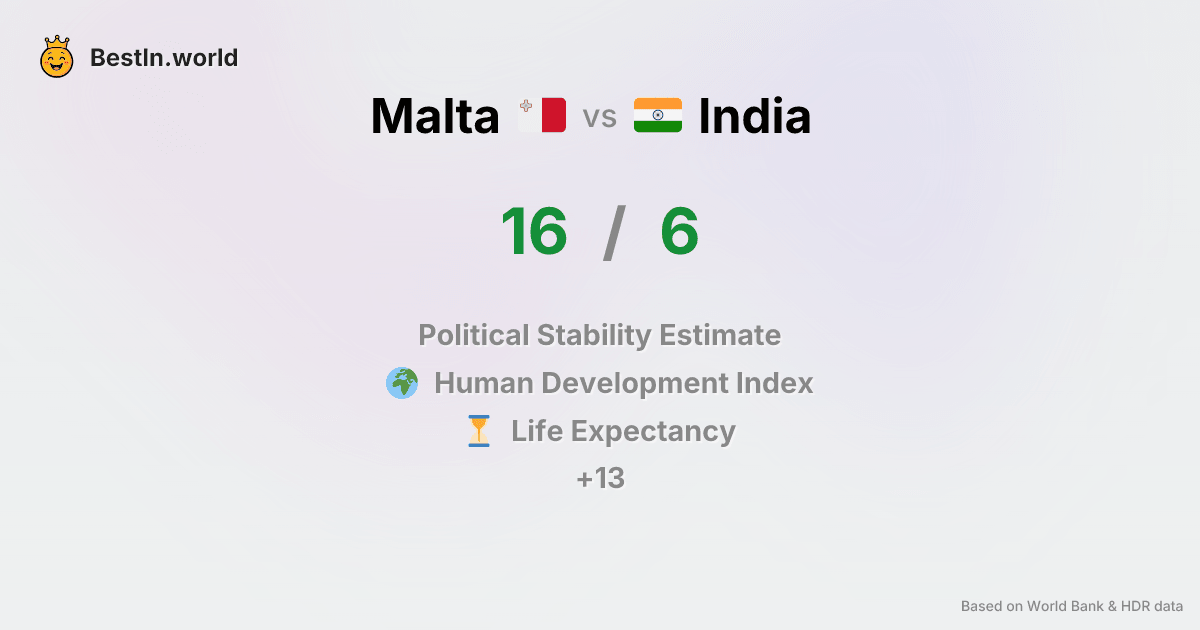 BestIn.world
Malta vs India
16 / 6
Political Stability Estimate
Human Development Index
Life Expectancy
+13
Based on World Bank & HDR data